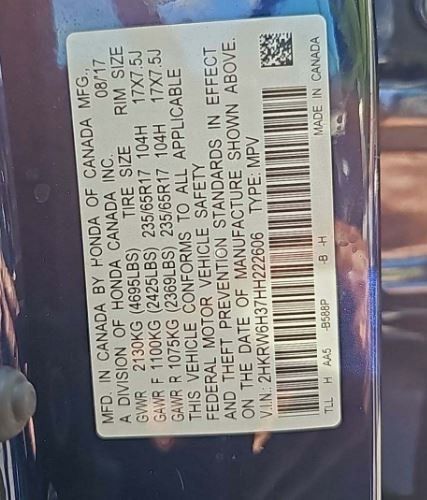 MFD. IN CANADA BY HONDA OF CANADA MFG.,
A DIVISION OF HONDA CANADA INC. 08/17
GVWR 2130KG (4695LBS) TIRE SIZE RIM SIZE
GAWR F 1100KG (2425LBS) 235/65R17 104H 17X7.5J
GAWR R 1075KG (2369LBS) 235/65R17 104H 17X7.5J
THIS VEHICLE CONFORMS TO ALL APPLICABLE
FEDERAL MOTOR VEHICLE SAFETY
AND THEFT PREVENTION STANDARDS IN EFFECT
ON THE DATE OF MANUFACTURE SHOWN ABOVE.
V.I.N.: 2HKRW6H37HH222606 TYPE: MPV
TLL H AA5 -B588P -B -H MADE IN CANADA